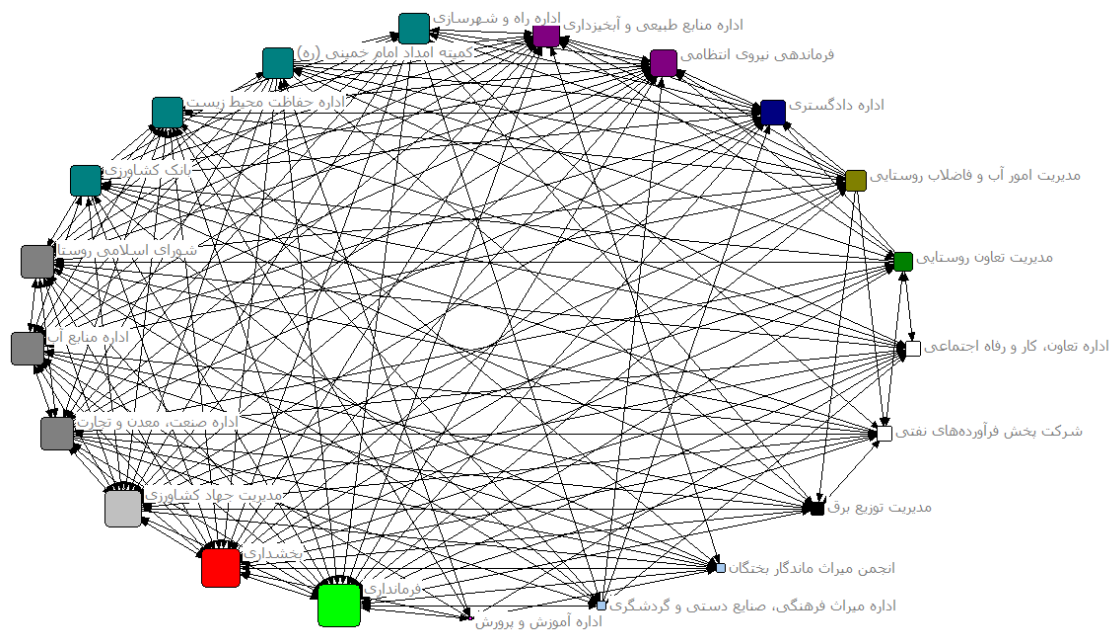 اداره راه و شهرسازی
اداره منابع طبیعی و آبخیزداری
کمیته امداد امام خمینی (ره)
فرماندهی نیروی انتظامی
اداره حفاظت محیط زیست
اداره دادگستری
بانک کشاورزی
مدیریت امور آب و فاضلاب روستایی
شورای اسلامی روستا
مدیریت تعاون روستایی
اداره منابع آب
اداره تعاون، کار و رفاه اجتماعی
اداره صنعت، معدن و تجارت
شرکت پخش فرآورده‌های نفتی
مدیریت جهاد کشاورزی
مدیریت توزیع برق
بخشداری
انجمن میراث ماندگار بختگان
فرمانداری
اداره میراث فرهنگی، صنایع دستی و گردشگری
اداره آموزش و پرورش